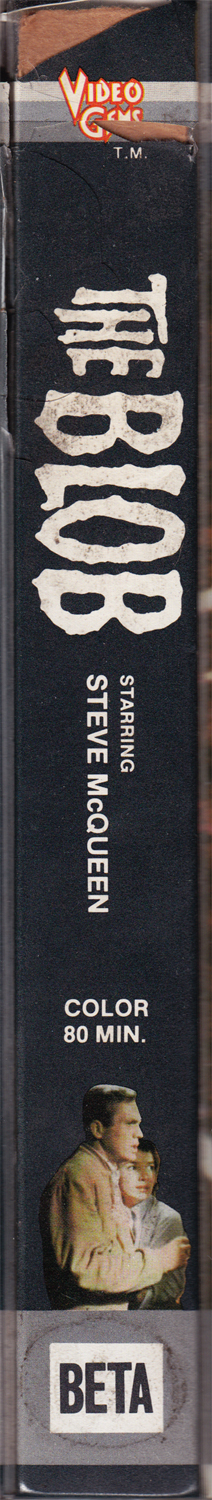 VIDEO
GEMS
T.M.
THE
BLOB
STARRING
STEVE McQUEEN
COLOR
80 MIN.
BETA